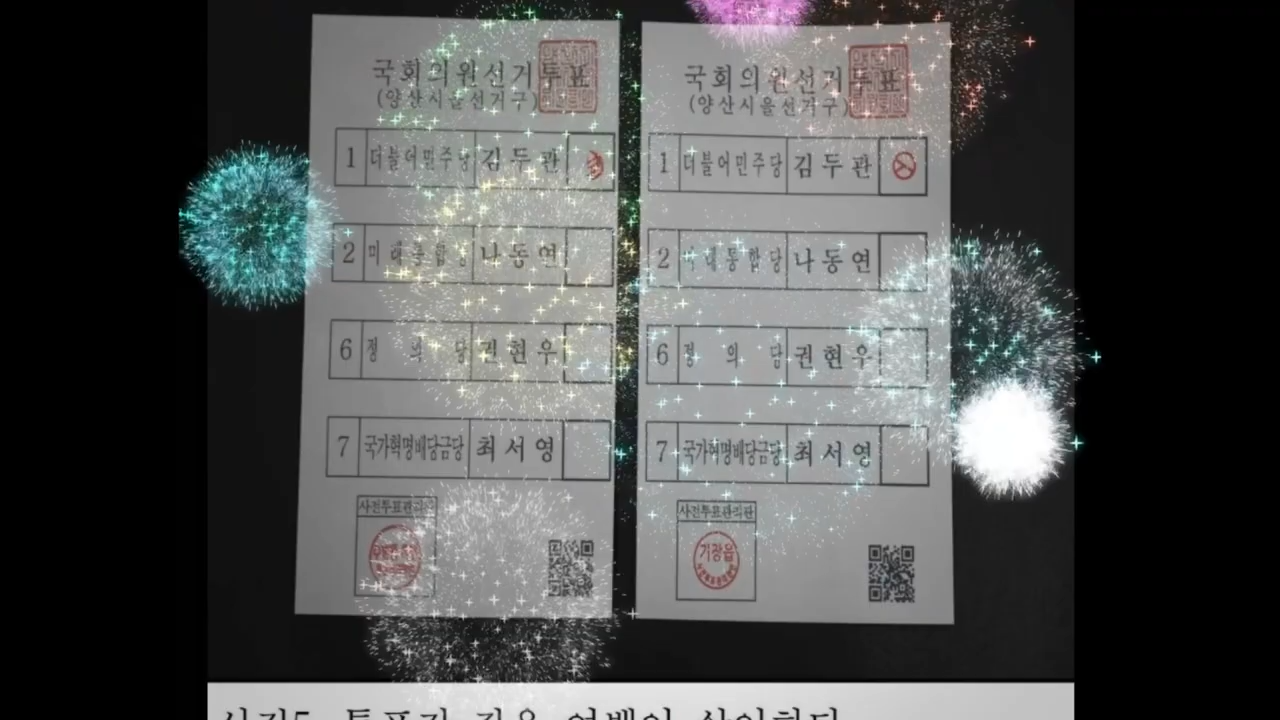 국회의원선거투표
(양산시을선거구)
1 더불어민주당 김두관
2 미래통합당 나동연
6 정의당 권현우
7 국가혁명배당금당 최서영
사전투표관리관
국회의원선거투표
(양산시을선거구)
1 더불어민주당 김두관
2 미래통합당 나동연
6 정의당 권현우
7 국가혁명배당금당 최서영
사전투표관리관
기장읍